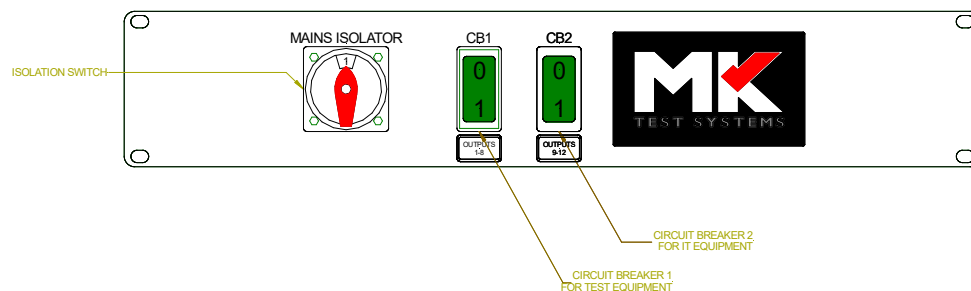 MAINS ISOLATOR
CB1
CB2
1
0
1
0
1
MK
TEST SYSTEMS
ISOLATION SWITCH
OUTPUTS
1-8
OUTPUTS
9-12
CIRCUIT BREAKER 2
FOR IT EQUIPMENT
CIRCUIT BREAKER 1
FOR TEST EQUIPMENT